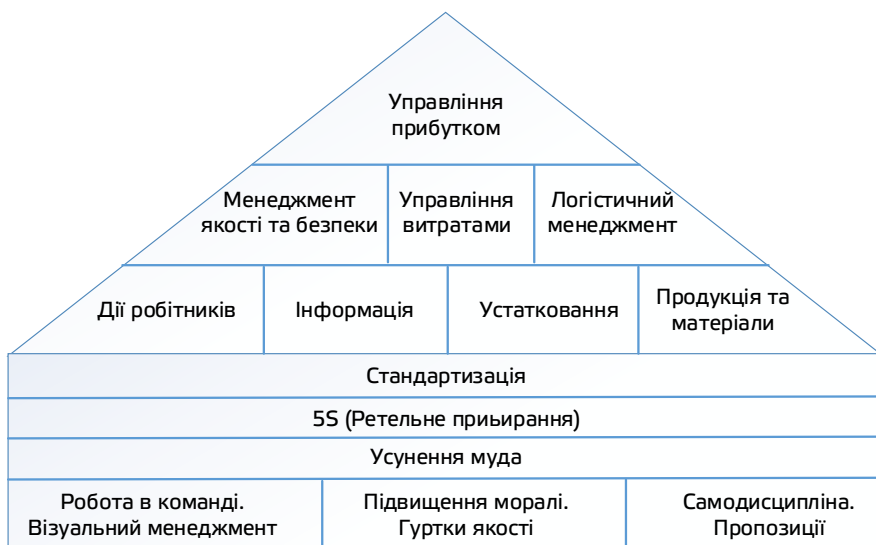 Управління
прибутком
Менеджмент
якості та безпеки
Управління
витратами
Логістичний
менеджмент
Дії робітників
Інформація
Устатковання
Продукція та
матеріали
Стандартизація
5S (Ретельне приьирання)
Усунення муда
Робота в команді.
Візуальний менеджмент
Підвищення моралі.
Гуртки якості
Самодисципліна.
Пропозиції